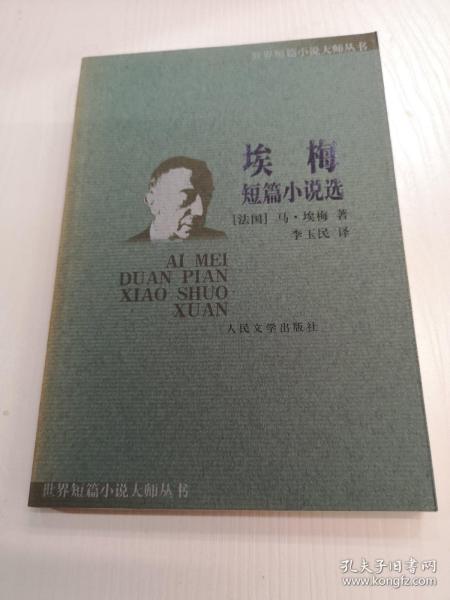 世界短篇小说大师丛书
埃梅
短篇小说选
[法国] 马·埃梅 著
李玉民 译
AI MEI
DUAN PIAN
XIAO SHUO
XUAN
人民文学出版社
世界短篇小说大师丛书
孔夫子旧书网
www.kongfz.com